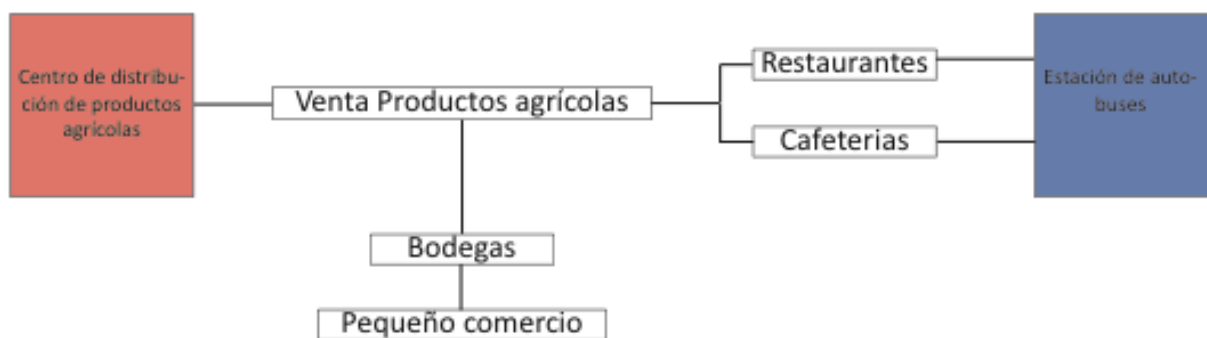 Centro de distribu-
ción de productos
agrícolas
Venta Productos agrícolas
Restaurantes
Cafeterias
Estación de auto-
buses
Bodegas
Pequeño comercio